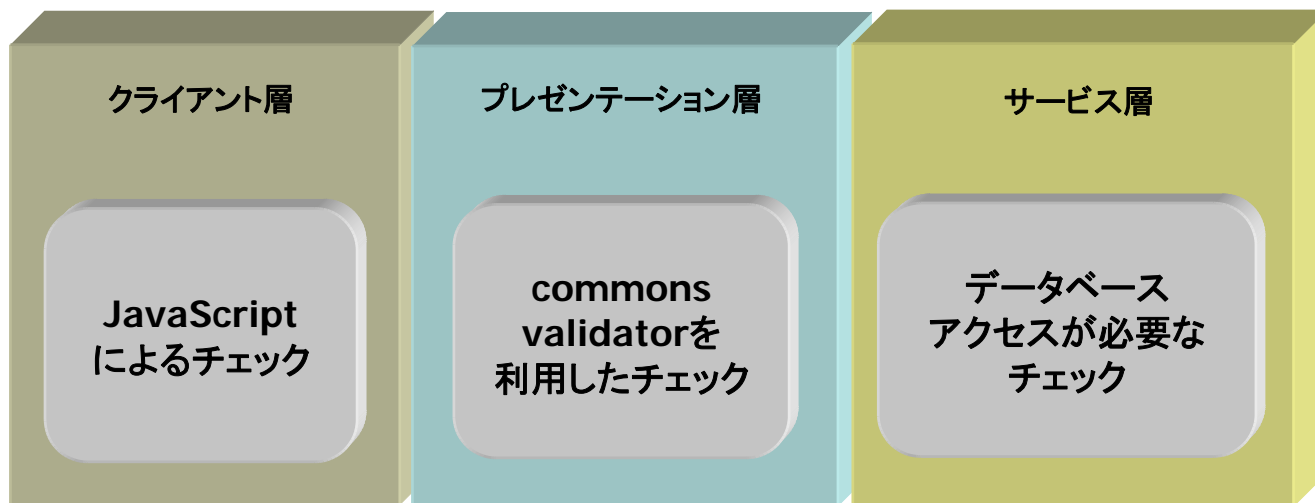 クライアント層
プレゼンテーション層
サービス層
JavaScript
によるチェック
commons
validatorを
利用したチェック
データベース
アクセスが必要な
チェック